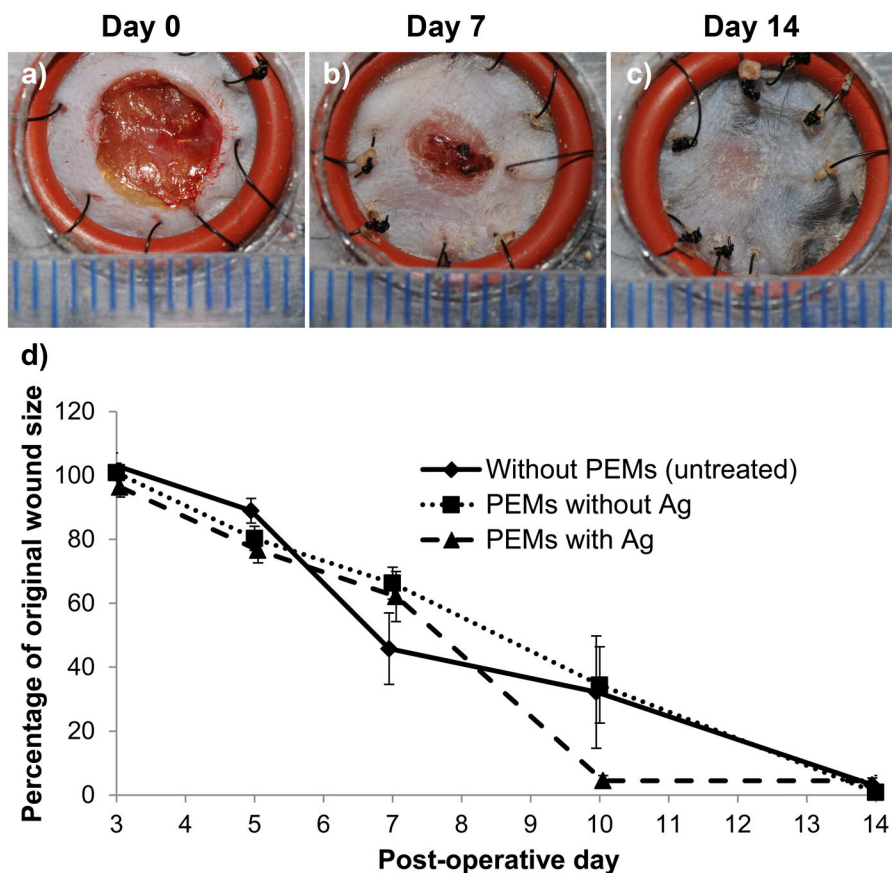 Day 0 Day 7 Day 14
a) b) c)
d)
Percentage of original wound size
120
100
80
60
40
20
0
Without PEMs (untreated)
PEMs without Ag
PEMs with Ag
3 4 5 6 7 8 9 10 11 12 13 14
Post-operative day